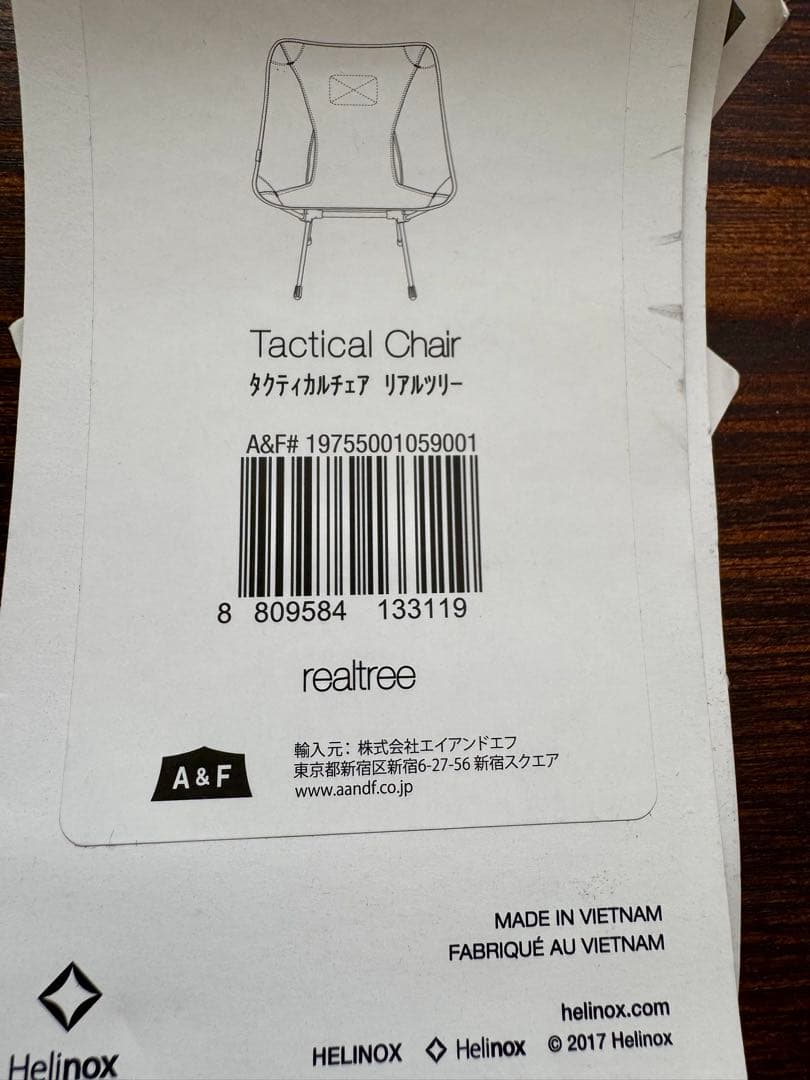 Tactical Chair
タクティカルチェア リアルツリー
A&F# 19755001059001
8 809584 133119
realtree
A & F
輸入元：株式会社エイアンドエフ
東京都新宿区新宿6-27-56 新宿スクエア
www.aandf.co.jp
MADE IN VIETNAM
FABRIQUÉ AU VIETNAM
helinox.com
Helinox
HELINOX Helinox © 2017 Helinox